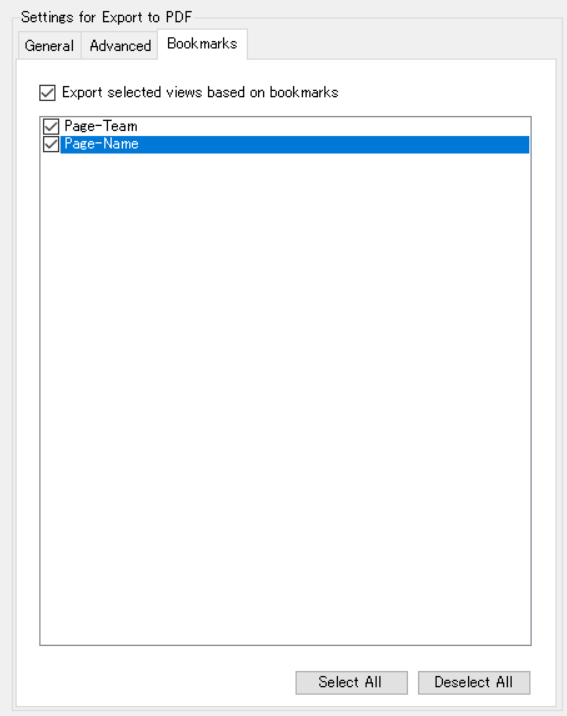 Settings for Export to PDF
General Advanced Bookmarks
Export selected views based on bookmarks
Page-Team
Page-Name
Select All Deselect All